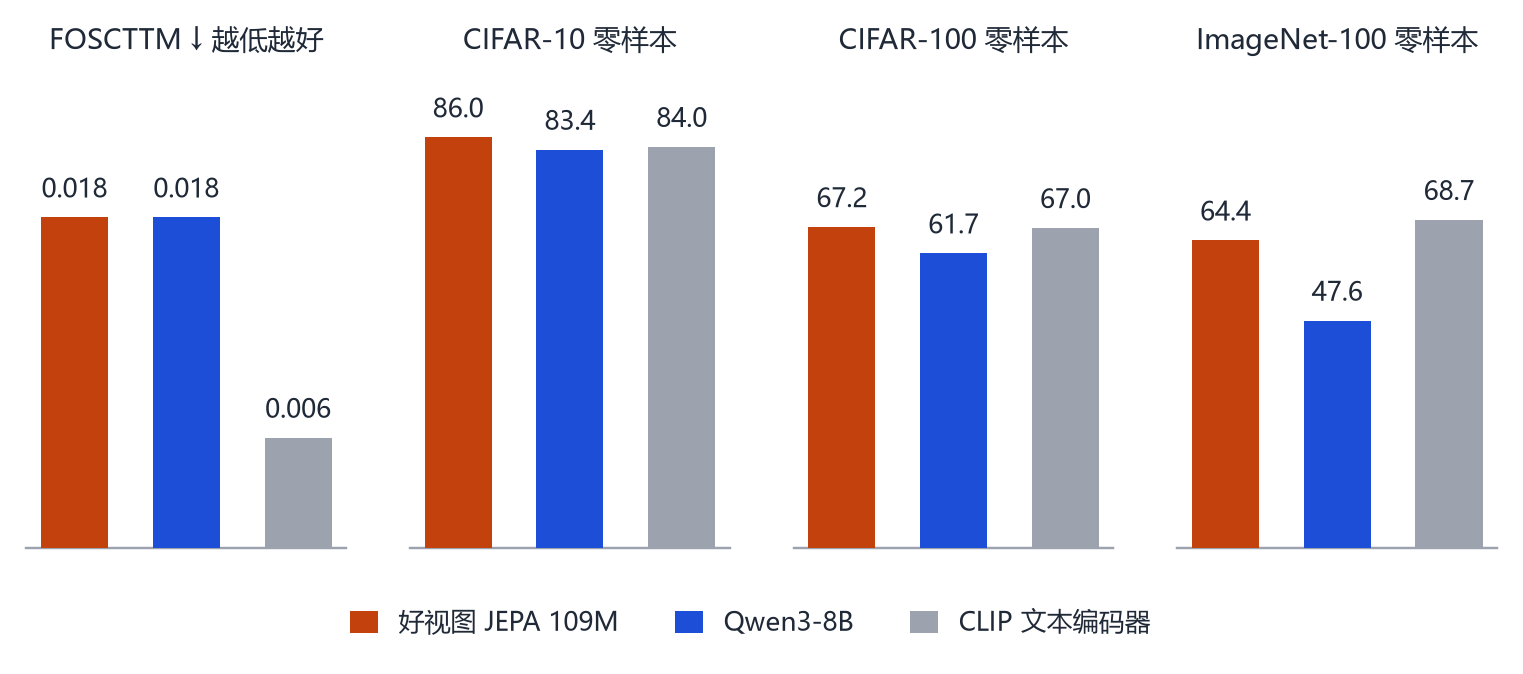 FOSCTTM ↓ 越低越好
0.018
0.018
0.006
CIFAR-10 零样本
86.0
83.4
84.0
CIFAR-100 零样本
67.2
61.7
67.0
ImageNet-100 零样本
64.4
47.6
68.7
好视图 JEPA 109M
Qwen3-8B
CLIP 文本编码器